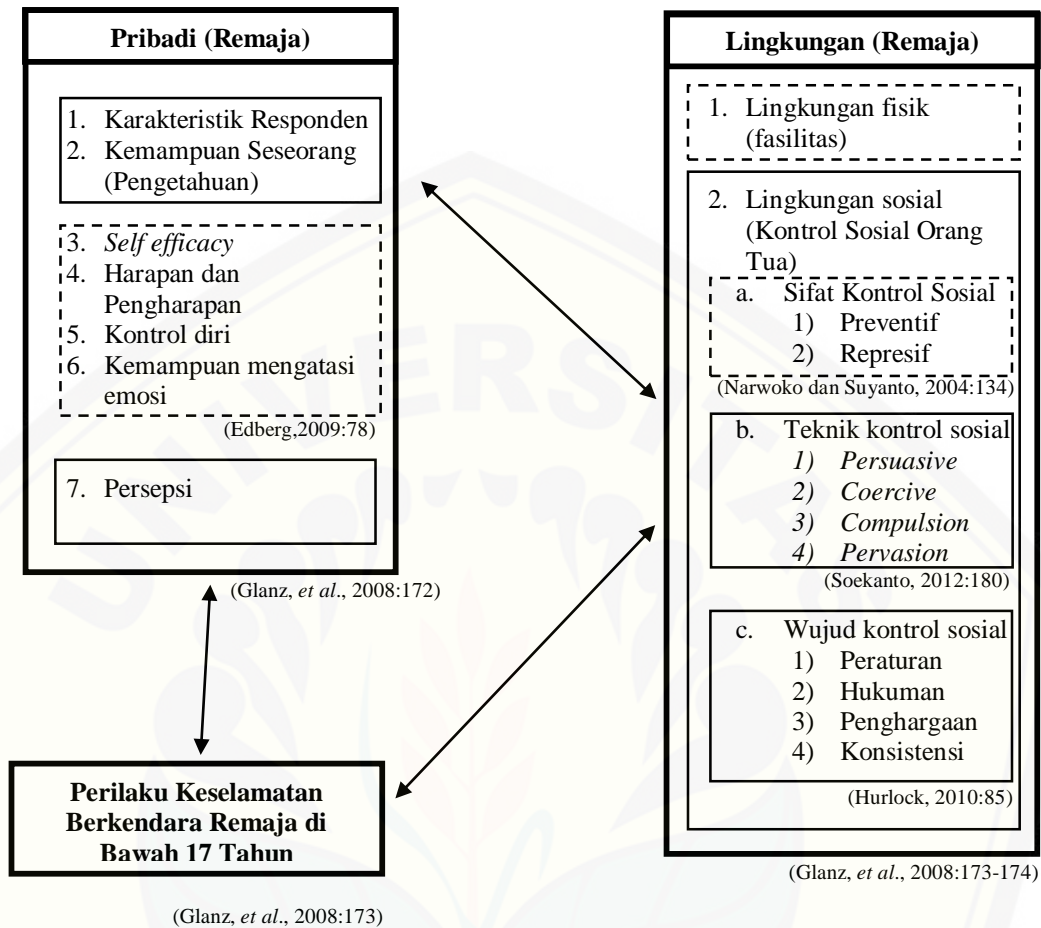 Pribadi (Remaja)
1. Karakteristik Responden
2. Kemampuan Seseorang
(Pengetahuan)
3. Self efficacy
4. Harapan dan
Pengharapan
5. Kontrol diri
6. Kemampuan mengatasi
emosi
(Edberg,2009:78)
7. Persepsi
(Glanz, et al., 2008:172)
Perilaku Keselamatan
Berkendara Remaja di
Bawah 17 Tahun
(Glanz, et al., 2008:173)
Lingkungan (Remaja)
1. Lingkungan fisik
(fasilitas)
2. Lingkungan sosial
(Kontrol Sosial Orang
Tua)
a. Sifat Kontrol Sosial
1) Preventif
2) Represif
(Narwoko dan Suyanto, 2004:134)
b. Teknik kontrol sosial
1) Persuasive
2) Coercive
3) Compulsion
4) Pervasion
(Soekanto, 2012:180)
c. Wujud kontrol sosial
1) Peraturan
2) Hukuman
3) Penghargaan
4) Konsistensi
(Hurlock, 2010:85)
(Glanz, et al., 2008:173-174)
UNIVERSITAS